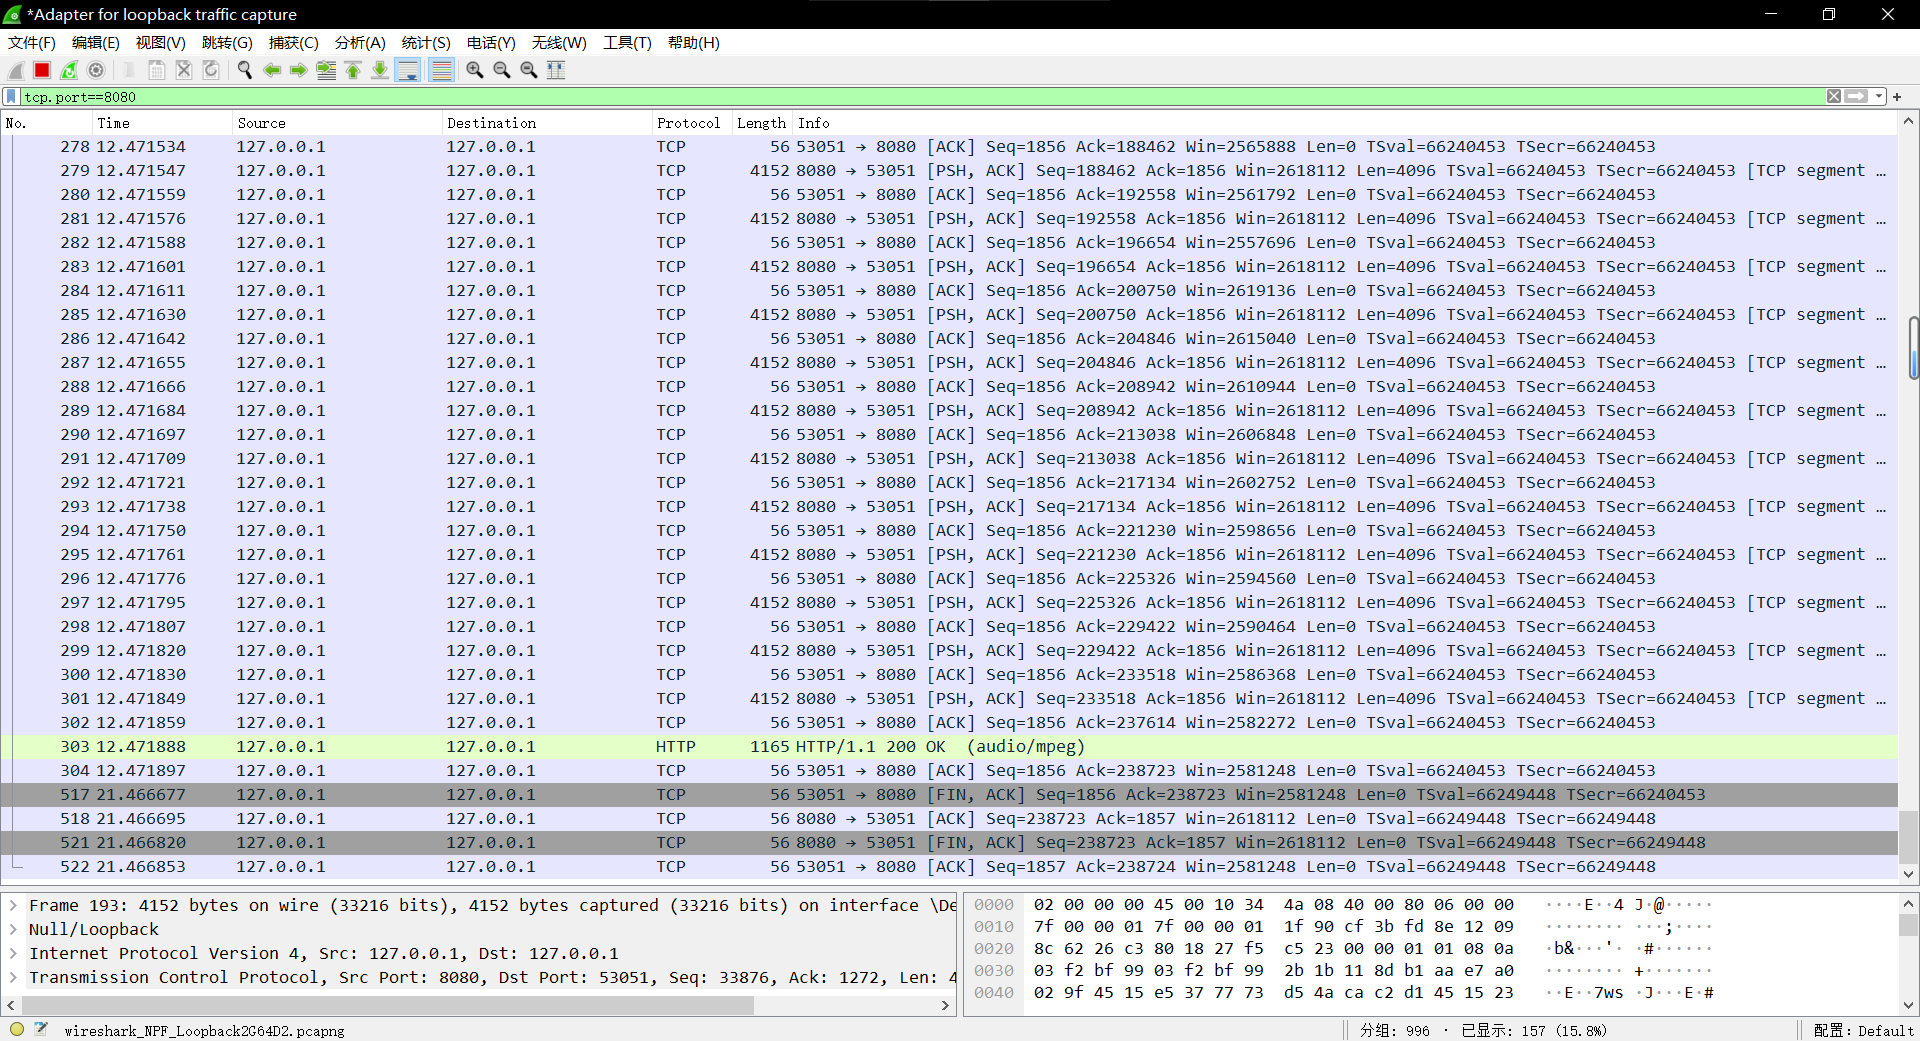 *Adapter for loopback traffic capture
文件(F) 编辑(E) 视图(V) 跳转(G) 捕获(C) 分析(A) 统计(S) 电话(Y) 无线(W) 工具(T) 帮助(H)
tcp.port==8080
No. Time Source Destination Protocol Length Info
278 12.471534 127.0.0.1 127.0.0.1 TCP 56 53051 → 8080 [ACK] Seq=1856 Ack=188462 Win=2565888 Len=0 TSval=66240453 TSecr=66240453
279 12.471547 127.0.0.1 127.0.0.1 TCP 4152 8080 → 53051 [PSH, ACK] Seq=188462 Ack=1856 Win=2618112 Len=4096 TSval=66240453 TSecr=66240453 [TCP segment …
280 12.471559 127.0.0.1 127.0.0.1 TCP 56 53051 → 8080 [ACK] Seq=1856 Ack=192558 Win=2561792 Len=0 TSval=66240453 TSecr=66240453
281 12.471576 127.0.0.1 127.0.0.1 TCP 4152 8080 → 53051 [PSH, ACK] Seq=192558 Ack=1856 Win=2618112 Len=4096 TSval=66240453 TSecr=66240453 [TCP segment …
282 12.471588 127.0.0.1 127.0.0.1 TCP 56 53051 → 8080 [ACK] Seq=1856 Ack=196654 Win=2557696 Len=0 TSval=66240453 TSecr=66240453
283 12.471601 127.0.0.1 127.0.0.1 TCP 4152 8080 → 53051 [PSH, ACK] Seq=196654 Ack=1856 Win=2618112 Len=4096 TSval=66240453 TSecr=66240453 [TCP segment …
284 12.471611 127.0.0.1 127.0.0.1 TCP 56 53051 → 8080 [ACK] Seq=1856 Ack=200750 Win=2619136 Len=0 TSval=66240453 TSecr=66240453
285 12.471630 127.0.0.1 127.0.0.1 TCP 4152 8080 → 53051 [PSH, ACK] Seq=200750 Ack=1856 Win=2618112 Len=4096 TSval=66240453 TSecr=66240453 [TCP segment …
286 12.471642 127.0.0.1 127.0.0.1 TCP 56 53051 → 8080 [ACK] Seq=1856 Ack=204846 Win=2615040 Len=0 TSval=66240453 TSecr=66240453
287 12.471655 127.0.0.1 127.0.0.1 TCP 4152 8080 → 53051 [PSH, ACK] Seq=204846 Ack=1856 Win=2618112 Len=4096 TSval=66240453 TSecr=66240453 [TCP segment …
288 12.471666 127.0.0.1 127.0.0.1 TCP 56 53051 → 8080 [ACK] Seq=1856 Ack=208942 Win=2610944 Len=0 TSval=66240453 TSecr=66240453
289 12.471684 127.0.0.1 127.0.0.1 TCP 4152 8080 → 53051 [PSH, ACK] Seq=208942 Ack=1856 Win=2618112 Len=4096 TSval=66240453 TSecr=66240453 [TCP segment …
290 12.471697 127.0.0.1 127.0.0.1 TCP 56 53051 → 8080 [ACK] Seq=1856 Ack=213038 Win=2606848 Len=0 TSval=66240453 TSecr=66240453
291 12.471709 127.0.0.1 127.0.0.1 TCP 4152 8080 → 53051 [PSH, ACK] Seq=213038 Ack=1856 Win=2618112 Len=4096 TSval=66240453 TSecr=66240453 [TCP segment …
292 12.471721 127.0.0.1 127.0.0.1 TCP 56 53051 → 8080 [ACK] Seq=1856 Ack=217134 Win=2602752 Len=0 TSval=66240453 TSecr=66240453
293 12.471738 127.0.0.1 127.0.0.1 TCP 4152 8080 → 53051 [PSH, ACK] Seq=217134 Ack=1856 Win=2618112 Len=4096 TSval=66240453 TSecr=66240453 [TCP segment …
294 12.471750 127.0.0.1 127.0.0.1 TCP 56 53051 → 8080 [ACK] Seq=1856 Ack=221230 Win=2598656 Len=0 TSval=66240453 TSecr=66240453
295 12.471761 127.0.0.1 127.0.0.1 TCP 4152 8080 → 53051 [PSH, ACK] Seq=221230 Ack=1856 Win=2618112 Len=4096 TSval=66240453 TSecr=66240453 [TCP segment …
296 12.471776 127.0.0.1 127.0.0.1 TCP 56 53051 → 8080 [ACK] Seq=1856 Ack=225326 Win=2594560 Len=0 TSval=66240453 TSecr=66240453
297 12.471795 127.0.0.1 127.0.0.1 TCP 4152 8080 → 53051 [PSH, ACK] Seq=225326 Ack=1856 Win=2618112 Len=4096 TSval=66240453 TSecr=66240453 [TCP segment …
298 12.471807 127.0.0.1 127.0.0.1 TCP 56 53051 → 8080 [ACK] Seq=1856 Ack=229422 Win=2590464 Len=0 TSval=66240453 TSecr=66240453
299 12.471820 127.0.0.1 127.0.0.1 TCP 4152 8080 → 53051 [PSH, ACK] Seq=229422 Ack=1856 Win=2618112 Len=4096 TSval=66240453 TSecr=66240453 [TCP segment …
300 12.471830 127.0.0.1 127.0.0.1 TCP 56 53051 → 8080 [ACK] Seq=1856 Ack=233518 Win=2586368 Len=0 TSval=66240453 TSecr=66240453
301 12.471849 127.0.0.1 127.0.0.1 TCP 4152 8080 → 53051 [PSH, ACK] Seq=233518 Ack=1856 Win=2618112 Len=4096 TSval=66240453 TSecr=66240453 [TCP segment …
302 12.471859 127.0.0.1 127.0.0.1 TCP 56 53051 → 8080 [ACK] Seq=1856 Ack=237614 Win=2582272 Len=0 TSval=66240453 TSecr=66240453
303 12.471888 127.0.0.1 127.0.0.1 HTTP 1165 HTTP/1.1 200 OK (audio/mpeg)
304 12.471897 127.0.0.1 127.0.0.1 TCP 56 53051 → 8080 [ACK] Seq=1856 Ack=238723 Win=2581248 Len=0 TSval=66240453 TSecr=66240453
517 21.466677 127.0.0.1 127.0.0.1 TCP 56 53051 → 8080 [FIN, ACK] Seq=1856 Ack=238723 Win=2581248 Len=0 TSval=66249448 TSecr=66240453
518 21.466695 127.0.0.1 127.0.0.1 TCP 56 8080 → 53051 [ACK] Seq=238723 Ack=1857 Win=2618112 Len=0 TSval=66249448 TSecr=66249448
521 21.466820 127.0.0.1 127.0.0.1 TCP 56 8080 → 53051 [FIN, ACK] Seq=238723 Ack=1857 Win=2618112 Len=0 TSval=66249448 TSecr=66249448
522 21.466853 127.0.0.1 127.0.0.1 TCP 56 53051 → 8080 [ACK] Seq=1857 Ack=238724 Win=2581248 Len=0 TSval=66249448 TSecr=66249448
Frame 193: 4152 bytes on wire (33216 bits), 4152 bytes captured (33216 bits) on interface \De
Null/Loopback
Internet Protocol Version 4, Src: 127.0.0.1, Dst: 127.0.0.1
Transmission Control Protocol, Src Port: 8080, Dst Port: 53051, Seq: 33876, Ack: 1272, Len: 4
0000 02 00 00 00 45 00 10 34 4a 08 40 00 80 06 00 00 ····E··4 J·@·····
0010 7f 00 00 01 7f 00 00 01 1f 90 cf 3b fd 8e 12 09 ········ ···;····
0020 8c 62 26 c3 80 18 27 f5 c5 23 00 00 01 01 08 0a ·b&···'· ·#······
0030 03 f2 bf 99 03 f2 bf 99 2b 1b 11 8d b1 aa e7 a0 ········ +·······
0040 02 9f 45 15 e5 37 77 73 d5 4a ca c2 d1 45 15 23 ··E··7ws ·J···E·#
wireshark_NPF_Loopback2G64D2.pcapng 分组: 996 · 已显示: 157 (15.8%) 配置: Default